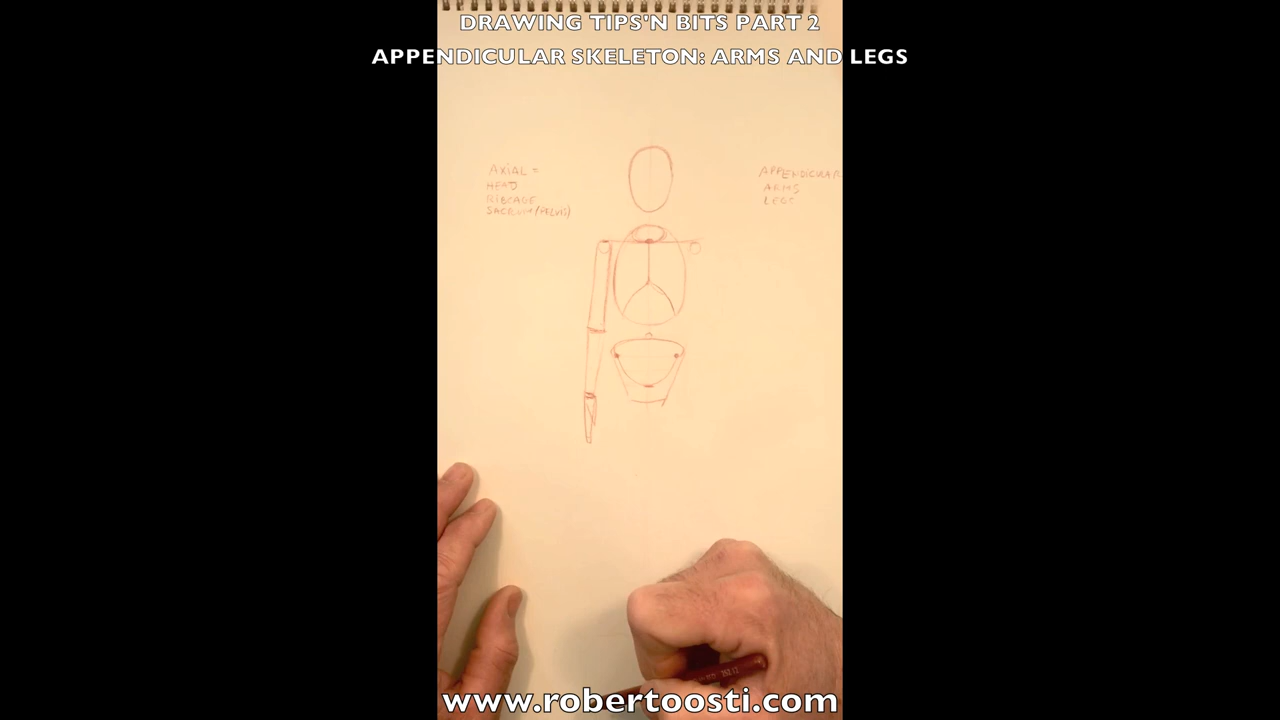 DRAWING TIPS'N BITS PART 2
APPENDICULAR SKELETON: ARMS AND LEGS
AXIAL =
HEAD
RIBCAGE
SACRUM/(PELVIS)
APPENDICULAR
ARMS
LEGS
www.robertoosti.com